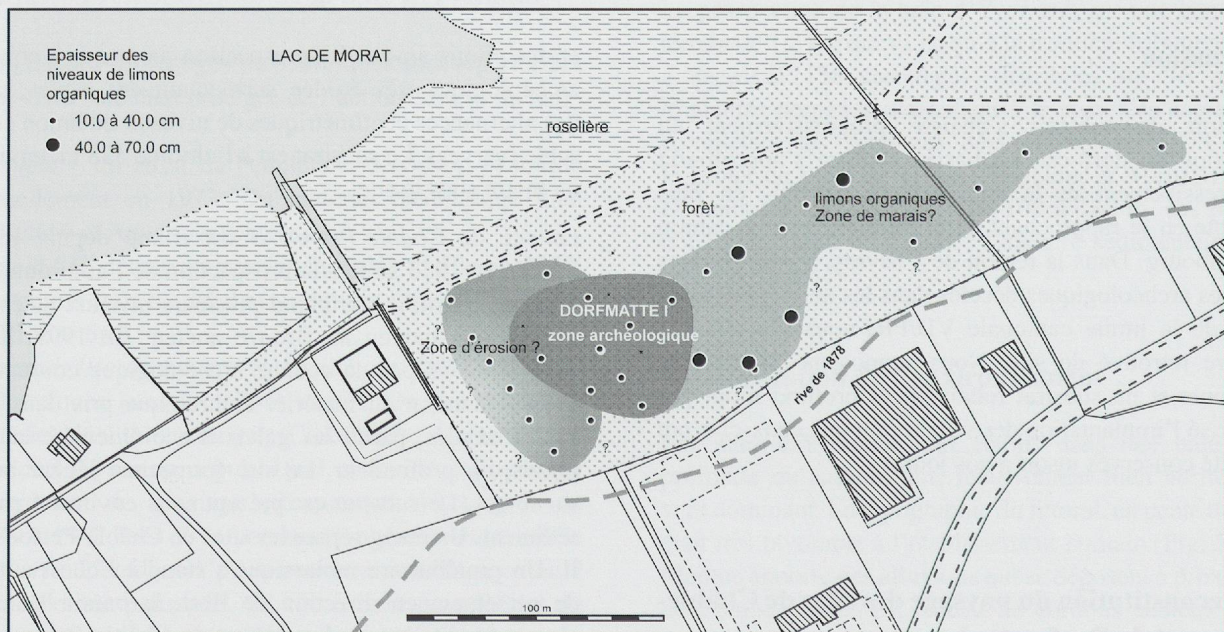 Epaisseur des
niveaux de limons
organiques
10.0 à 40.0 cm
40.0 à 70.0 cm
LAC DE MORAT
roselière
forêt
limons organiques
Zone de marais?
?
?
?
DORFMATTE I
zone archéologique
?
Zone d'érosion ?
rive de 1878
?
?
?
100 m